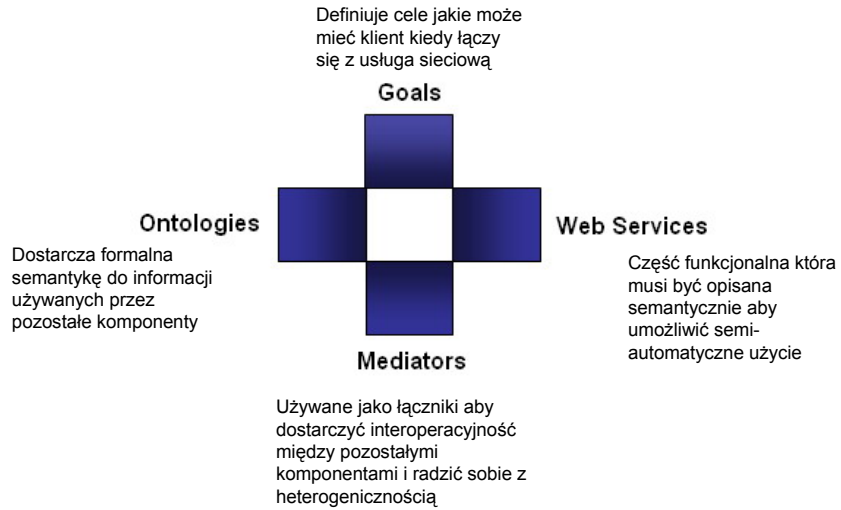 Definiuje cele jakie może
mieć klient kiedy łączy
się z usługa sieciową
Goals
Ontologies
Dostarcza formalna
semantykę do informacji
używanych przez
pozostałe komponenty
Web Services
Część funkcjonalna która
musi być opisana
semantycznie aby
umożliwić semi-
automatyczne użycie
Mediators
Używane jako łączniki aby
dostarczyć interoperacyjność
między pozostałymi
komponentami i radzić sobie z
heterogenicznością